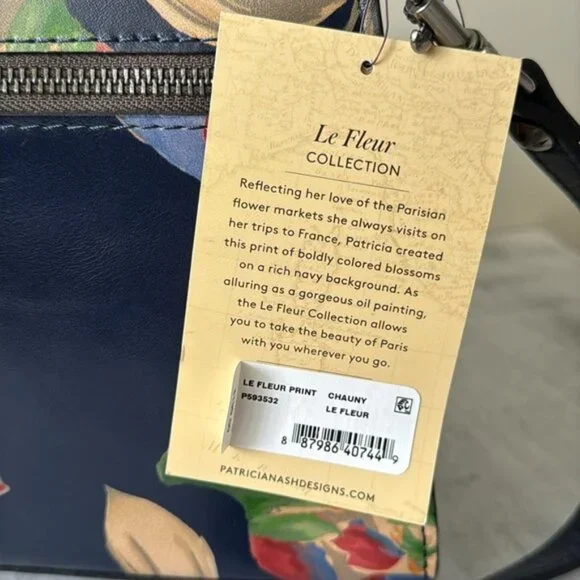 Le Fleur
COLLECTION
Reflecting her love of the Parisian
flower markets she always visits on
her trips to France, Patricia created
this print of boldly colored blossoms
on a rich navy background. As
alluring as a gorgeous oil painting,
the Le Fleur Collection allows
you to take the beauty of Paris
with you wherever you go.
LE FLEUR PRINT CHAUNY
P593532 LE FLEUR
8 87986 40744 9
PATRICIANASHDESIGNS.COM